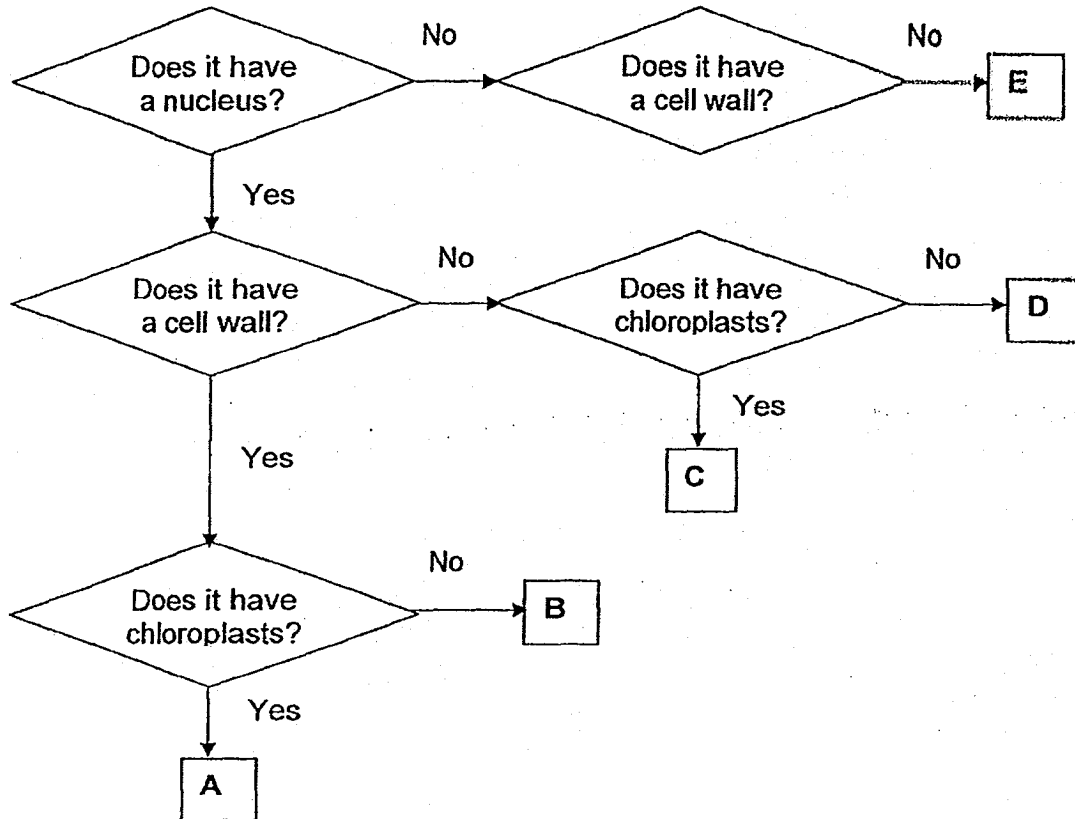 No
No
Does it have
a nucleus?
Does it have
a cell wall?
E
Yes
No
No
Does it have
a cell wall?
Does it have
chloroplasts?
D
Yes
Yes
C
No
Does it have
chloroplasts?
B
Yes
A